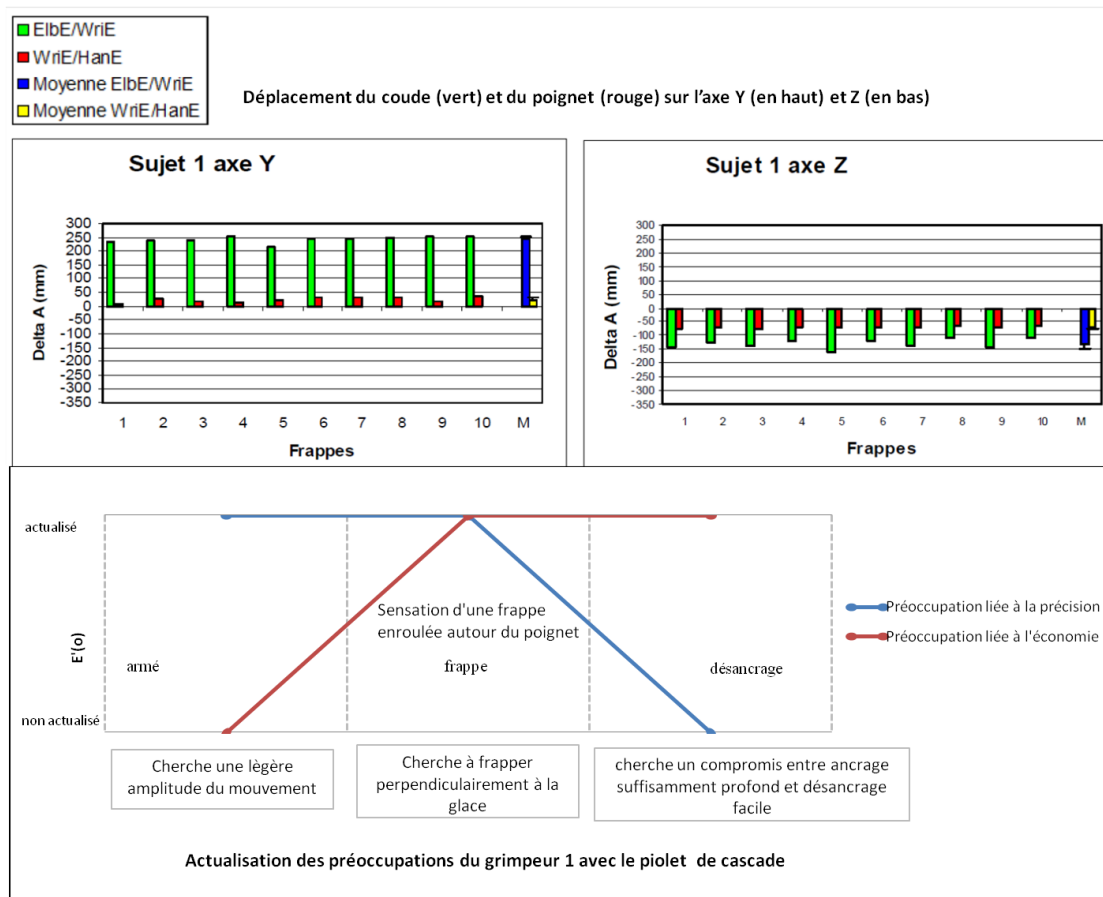 ElbE/WriE
WriE/HanE
Moyenne ElbE/WriE
Moyenne WriE/HanE
Déplacement du coude (vert) et du poignet (rouge) sur l'axe Y (en haut) et Z (en bas)
Sujet 1 axe Y
300
250
200
150
100
50
0
-50
-100
-150
-200
-250
-300
-350
Delta A (mm)
1 2 3 4 5 6 7 8 9 10 M
Frappes
Sujet 1 axe Z
300
250
200
150
100
50
0
-50
-100
-150
-200
-250
-300
-350
Delta A (mm)
1 2 3 4 5 6 7 8 9 10 M
Frappes
actualisé
E'(o)
non actualisé
Sensation d'une frappe
enroulée autour du poignet
armé
frappe
désancrage
Préoccupation liée à la précision
Préoccupation liée à l'économie
Cherche une lègère
amplitude du mouvement
Cherche à frapper
perpendiculairement à la
glace
cherche un compromis entre ancrage
suffisamment profond et désancrage
facile
Actualisation des préoccupations du grimpeur 1 avec le piolet de cascade